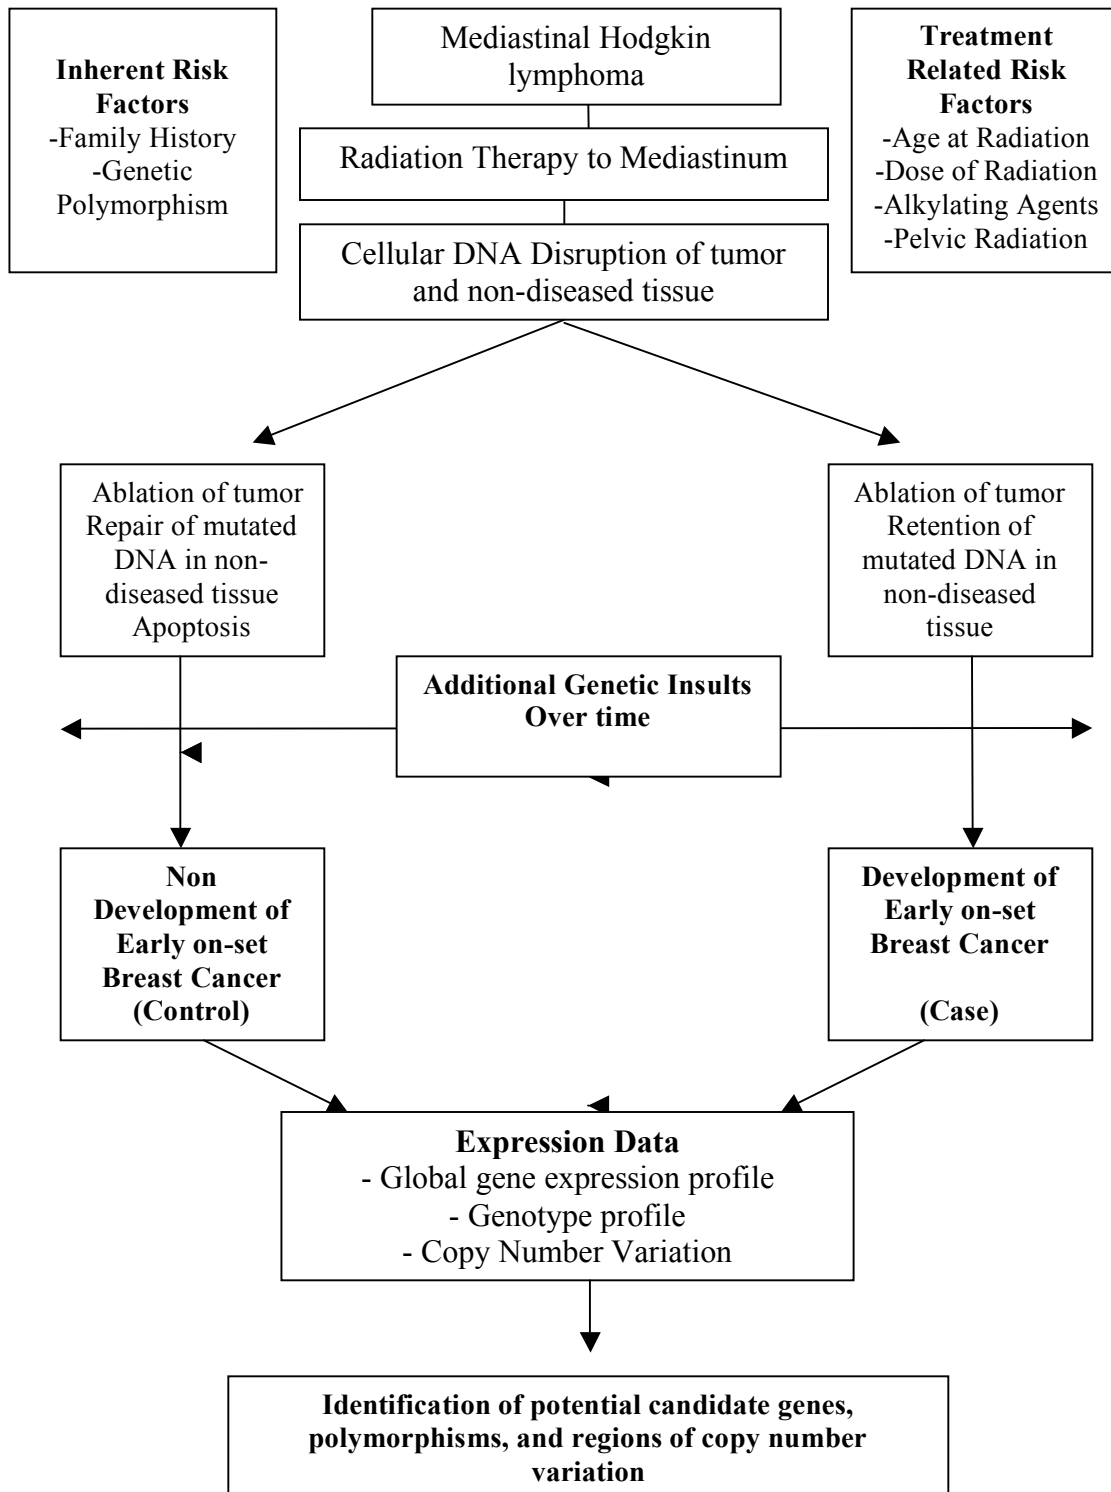 Inherent Risk
Factors
-Family History
-Genetic
Polymorphism
Mediastinal Hodgkin
lymphoma
Treatment
Related Risk
Factors
-Age at Radiation
-Dose of Radiation
-Alkylating Agents
-Pelvic Radiation
Radiation Therapy to Mediastinum
Cellular DNA Disruption of tumor
and non-diseased tissue
Ablation of tumor
Repair of mutated
DNA in non-
diseased tissue
Apoptosis
Ablation of tumor
Retention of
mutated DNA in
non-diseased
tissue
Additional Genetic Insults
Over time
Non
Development of
Early on-set
Breast Cancer
(Control)
Development of
Early on-set
Breast Cancer
(Case)
Expression Data
- Global gene expression profile
- Genotype profile
- Copy Number Variation
Identification of potential candidate genes,
polymorphisms, and regions of copy number
variation